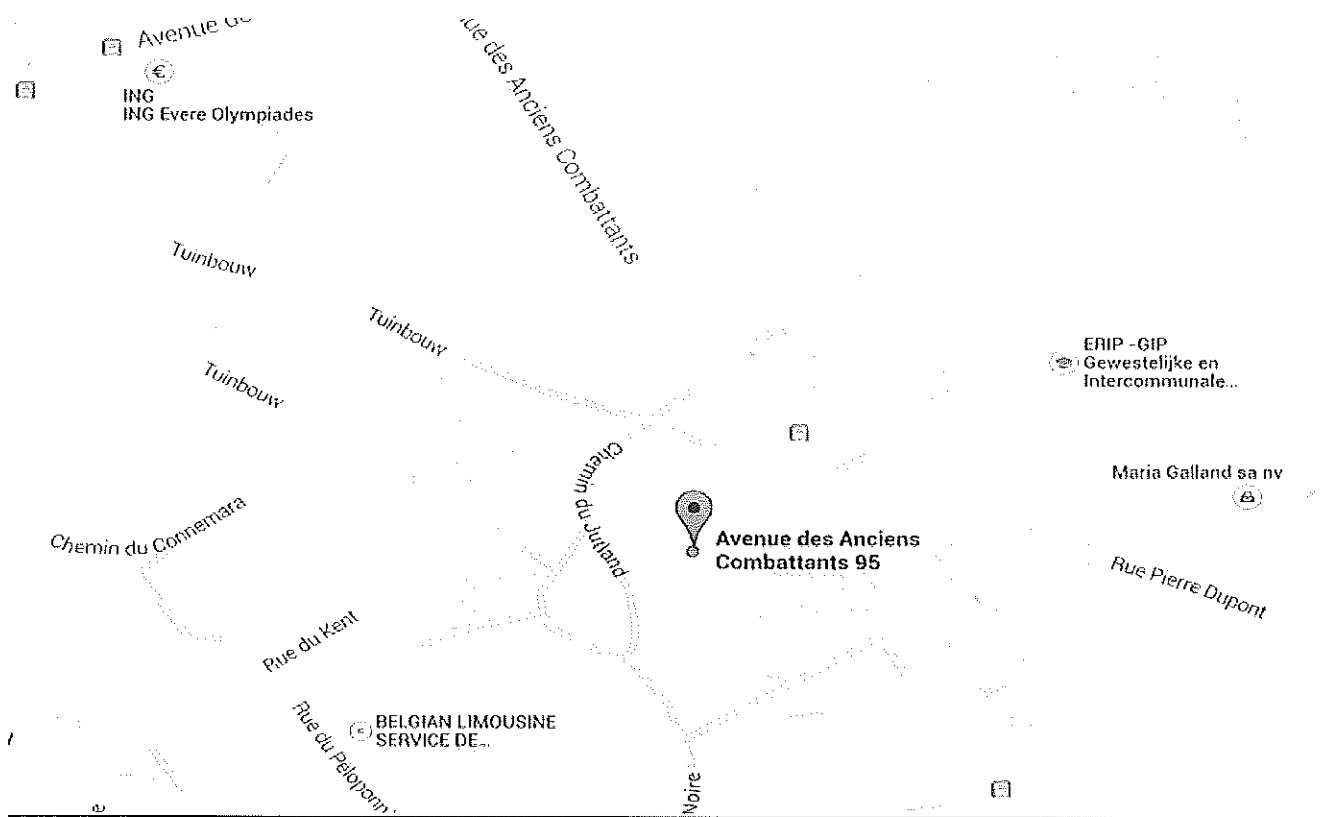 Avenue de
ING
ING Evere Olympiades
ue des Anciens Combattants
Tuinbouw
Tuinbouw
Tuinbouw
ERIP - GIP
Gewestelijke en
Intercommunale...
Chemin du Jutland
Maria Galland sa nv
Chemin du Connemara
Avenue des Anciens
Combattants 95
Rue Pierre Dupont
Rue du Kent
BELGIAN LIMOUSINE
SERVICE DE...
Rue du Péloponn
Noire